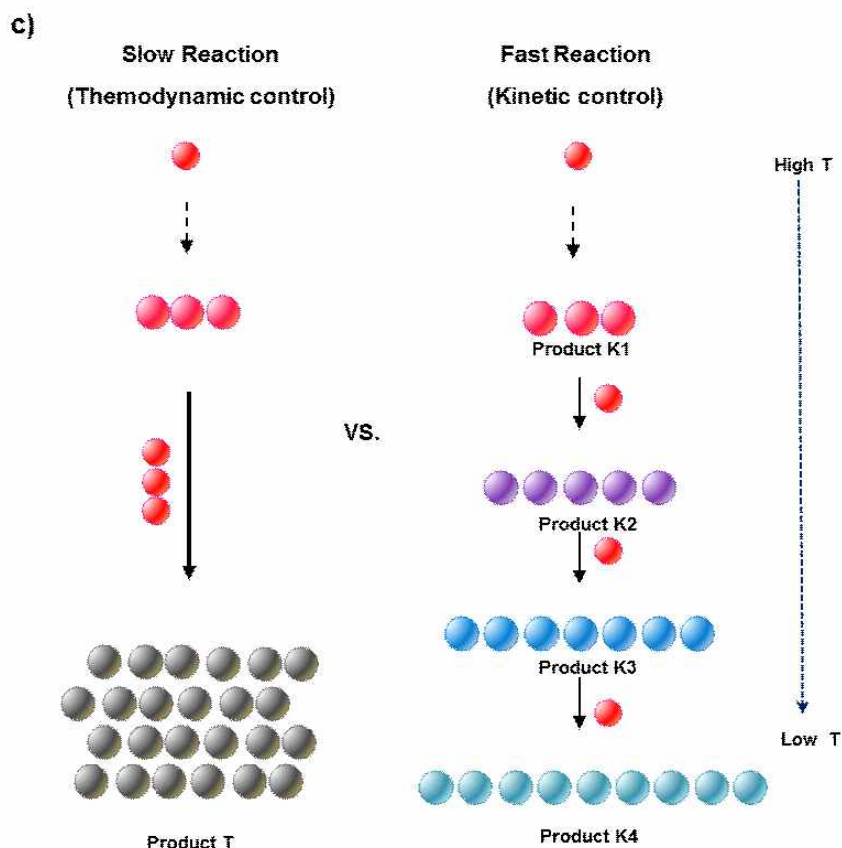 c)
Slow Reaction
(Themodynamic control)
Fast Reaction
(Kinetic control)
High T
Product K1
VS.
Product K2
Product K3
Low T
Product T
Product K4